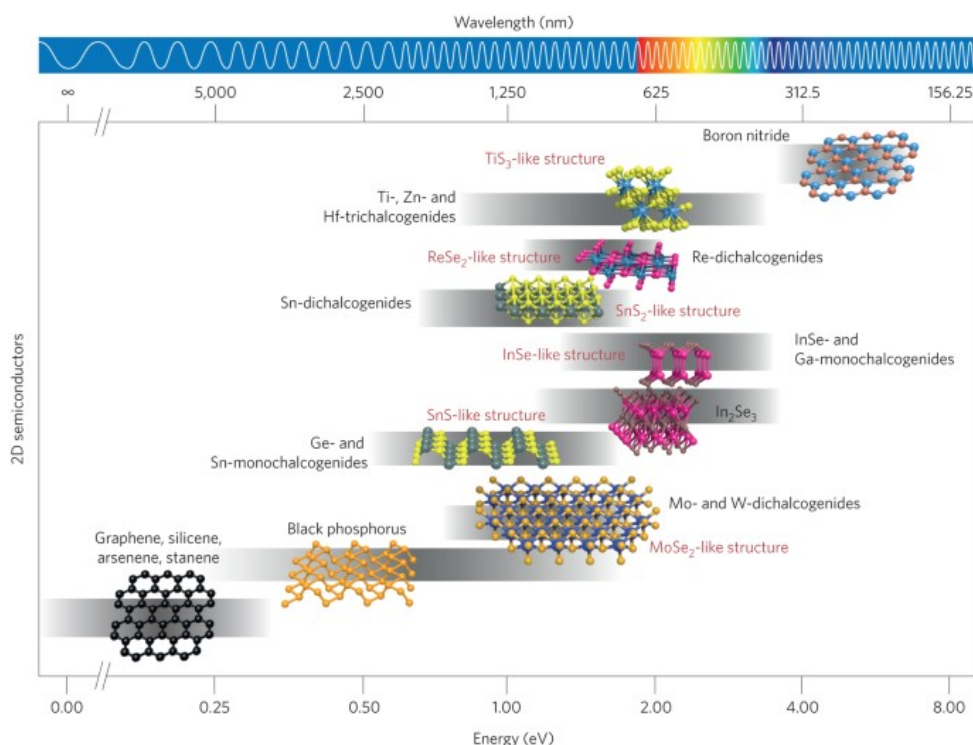 Wavelength (nm)
∞ 5,000 2,500 1,250 625 312.5 156.25
Boron nitride
TiS₃-like structure
Ti-, Zn- and
Hf-trichalcogenides
ReSe₂-like structure
Re-dichalcogenides
Sn-dichalcogenides
SnS₂-like structure
InSe-like structure
InSe- and
Ga-monochalcogenides
In₂Se₃
SnS-like structure
Ge- and
Sn-monochalcogenides
Mo- and W-dichalcogenides
Black phosphorus
MoSe₂-like structure
Graphene, silicene,
arsenene, stanene
2D semiconductors
0.00 0.25 0.50 1.00 2.00 4.00 8.00
Energy (eV)